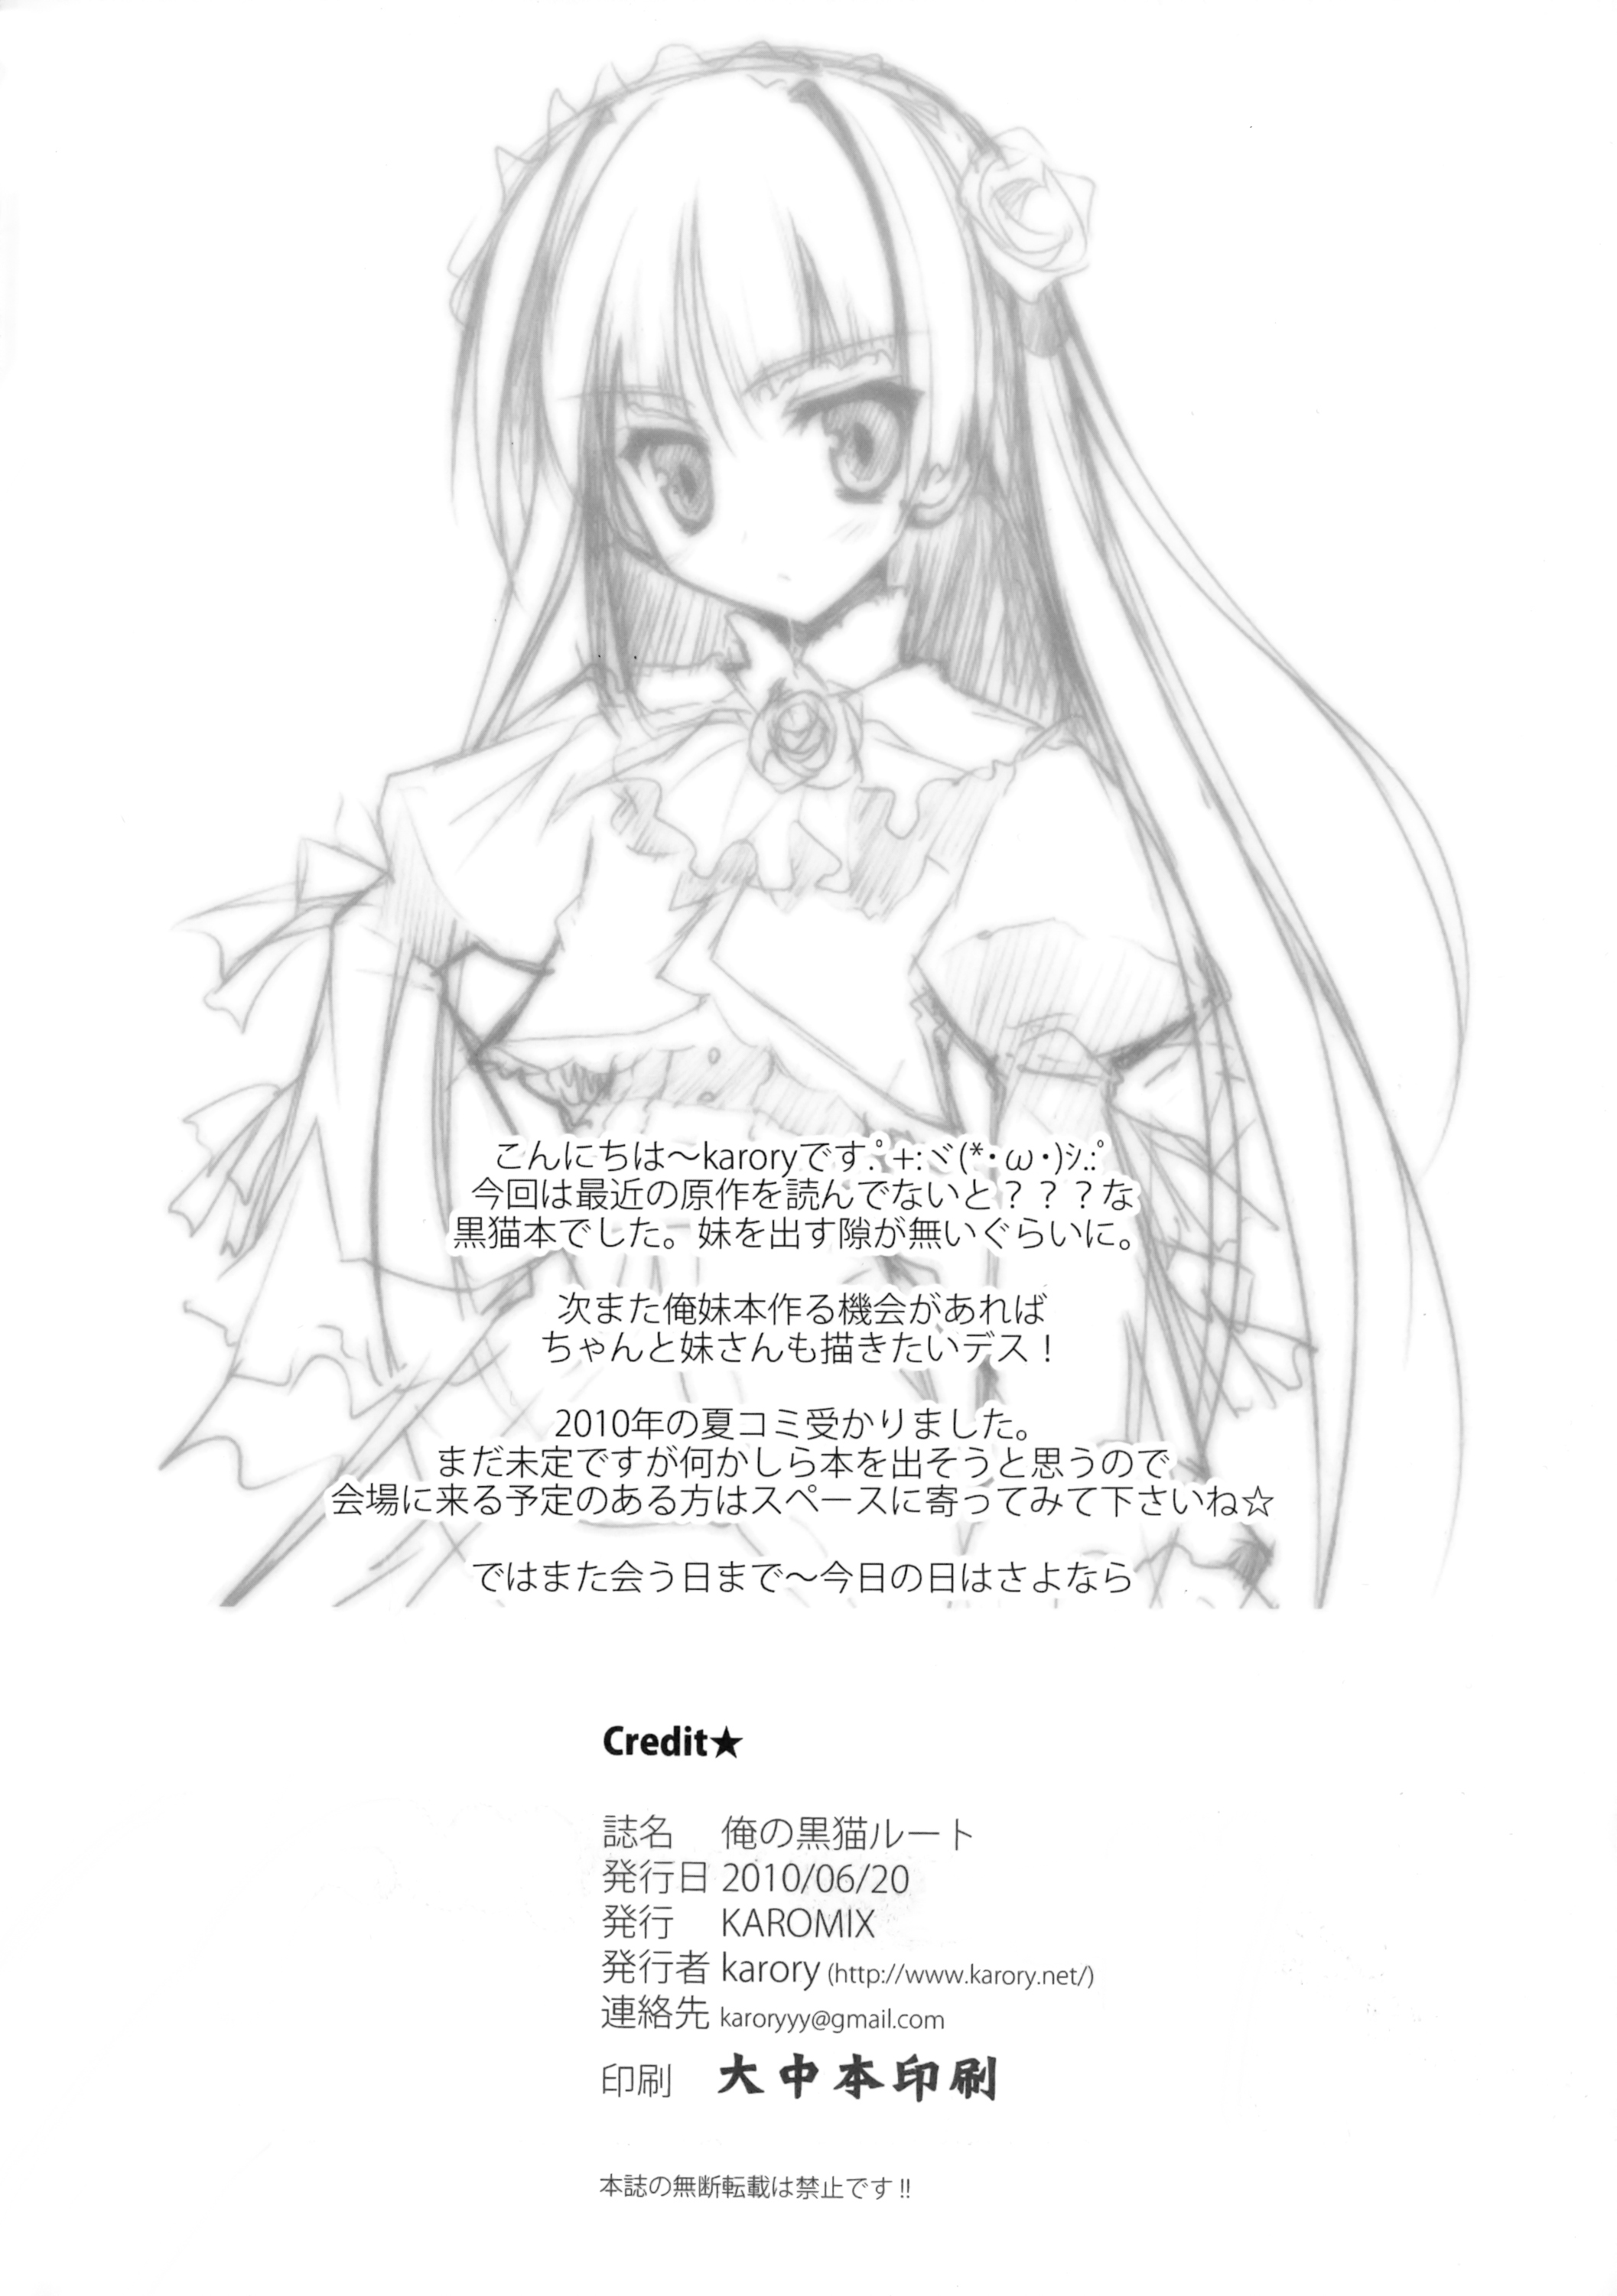 こんにちは～karoryです.ﾟ+:ヾ(*・ω・)ｼ.:ﾟ
今回は最近の原作を読んでないと？？？な
黒猫本でした。妹を出す隙が無いぐらいに。
次また俺妹本作る機会があれば
ちゃんと妹さんも描きたいデス！
2010年の夏コミ受かりました。
まだ未定ですが何かしら本を出そうと思うので
会場に来る予定のある方はスペースに寄ってみて下さいね☆
ではまた会う日まで～今日の日はさよなら
Credit★
誌名　俺の黒猫ルート
発行日 2010/06/20
発行　KAROMIX
発行者 karory (http://www.karory.net/)
連絡先 karoryyy@gmail.com
印刷　大中本印刷
本誌の無断転載は禁止です!!